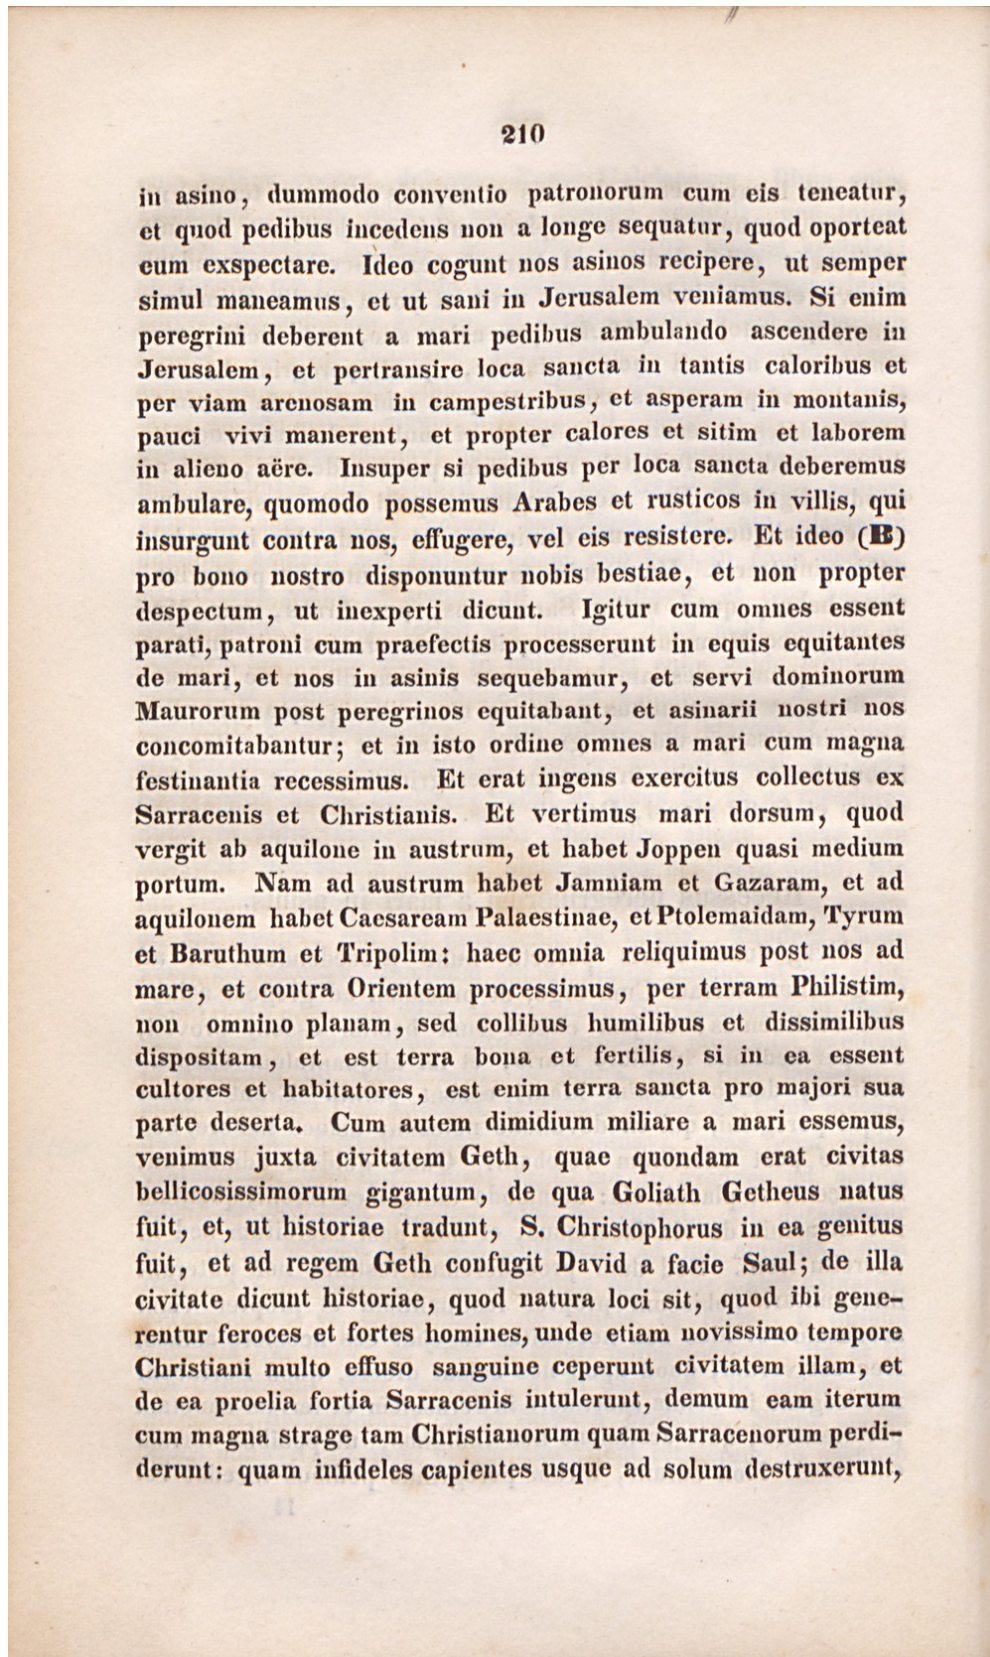 210
in asino, dummodo conventio patronorum cum eis teneatur,
et quod pedibus incedens non a longe sequatur, quod oporteat
eum exspectare. Ideo cogunt nos asinos recipere, ut semper
simul maneamus, et ut sani in Jerusalem veniamus. Si enim
peregrini deberent a mari pedibus ambulando ascendere in
Jerusalem, et pertransire loca sancta in tantis caloribus et
per viam arenosam in campestribus, et asperam in montanis,
pauci vivi manerent, et propter calores et sitim et laborem
in alieno aëre. Insuper si pedibus per loca sancta deberemus
ambulare, quomodo possemus Arabes et rusticos in villis, qui
insurgunt contra nos, effugere, vel eis resistere. Et ideo (B)
pro bono nostro disponuntur nobis bestiae, et non propter
despectum, ut inexperti dicunt. Igitur cum omnes essent
parati, patroni cum praefectis processerunt in equis equitantes
de mari, et nos in asinis sequebamur, et servi dominorum
Maurorum post peregrinos equitabant, et asinarii nostri nos
concomitabantur; et in isto ordine omnes a mari cum magna
festinantia recessimus. Et erat ingens exercitus collectus ex
Sarracenis et Christianis. Et vertimus mari dorsum, quod
vergit ab aquilone in austrum, et habet Joppen quasi medium
portum. Nam ad austrum habet Jamniam et Gazaram, et ad
aquilonem habet Caesaream Palaestinae, et Ptolemaidam, Tyrum
et Baruthum et Tripolim: haec omnia reliquimus post nos ad
mare, et contra Orientem processimus, per terram Philistim,
non omnino planam, sed collibus humilibus et dissimilibus
dispositam, et est terra bona et fertilis, si in ea essent
cultores et habitatores, est enim terra sancta pro majori sua
parte deserta. Cum autem dimidium miliare a mari essemus,
venimus juxta civitatem Geth, quae quondam erat civitas
bellicosissimorum gigantum, de qua Goliath Getheus natus
fuit, et, ut historiae tradunt, S. Christophorus in ea genitus
fuit, et ad regem Geth confugit David a facie Saul; de illa
civitate dicunt historiae, quod natura loci sit, quod ibi gene-
rentur feroces et fortes homines, unde etiam novissimo tempore
Christiani multo effuso sanguine ceperunt civitatem illam, et
de ea proelia fortia Sarracenis intulerunt, demum eam iterum
cum magna strage tam Christianorum quam Sarracenorum perdi-
derunt: quam infideles capientes usque ad solum destruxerunt,